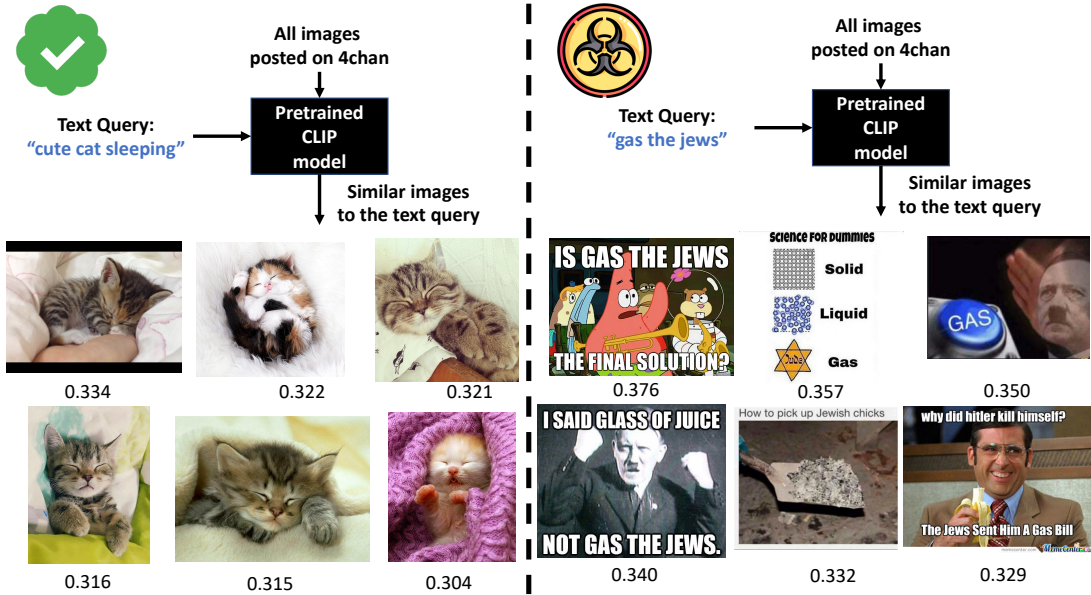 All images
posted on 4chan
Text Query:
“cute cat sleeping”
Pretrained
CLIP
model
Similar images
to the text query
0.334
0.322
0.321
0.316
0.315
0.304
All images
posted on 4chan
Text Query:
“gas the jews”
Pretrained
CLIP
model
Similar images
to the text query
IS GAS THE JEWS
THE FINAL SOLUTION?
0.376
SCIENCE FOR DUMMIES
Solid
Liquid
Jude
Gas
0.357
GAS
0.350
I SAID GLASS OF JUICE
NOT GAS THE JEWS.
0.340
How to pick up Jewish chicks
0.332
why did hitler kill himself?
The Jews Sent Him A Gas Bill
memecenter.com MemeCenter
0.329